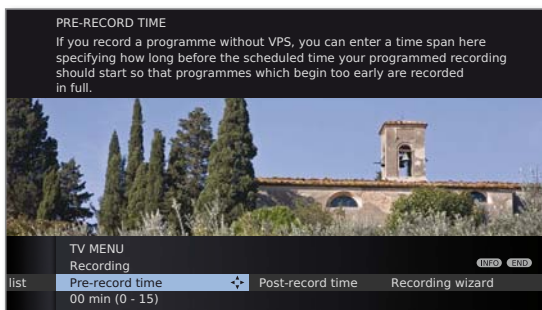 PRE-RECORD TIME
If you record a programme without VPS, you can enter a time span here
specifying how long before the scheduled time your programmed recording
should start so that programmes which begin too early are recorded
in full.
TV MENU
Recording
INFO END
list Pre-record time Post-record time Recording wizard
00 min (0 - 15)